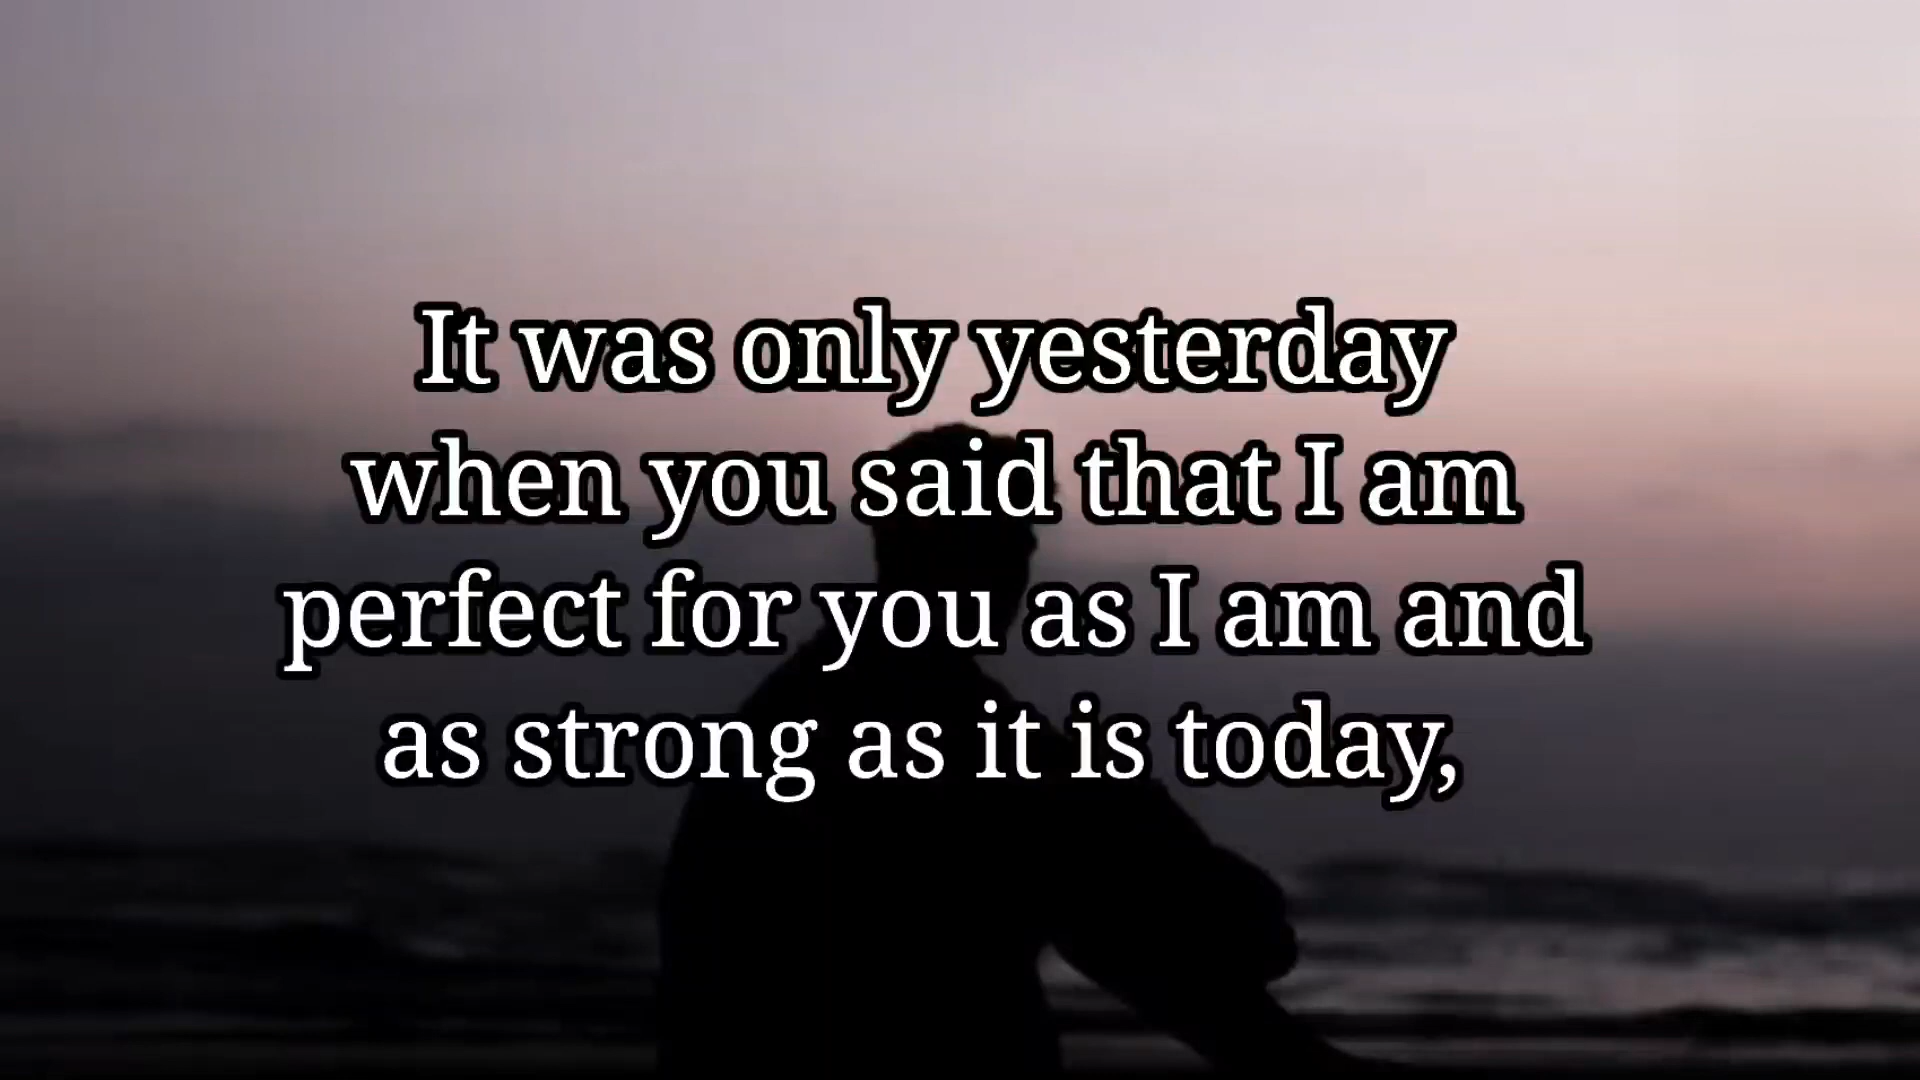 It was only yesterday
when you said that I am
perfect for you as I am and
as strong as it is today,